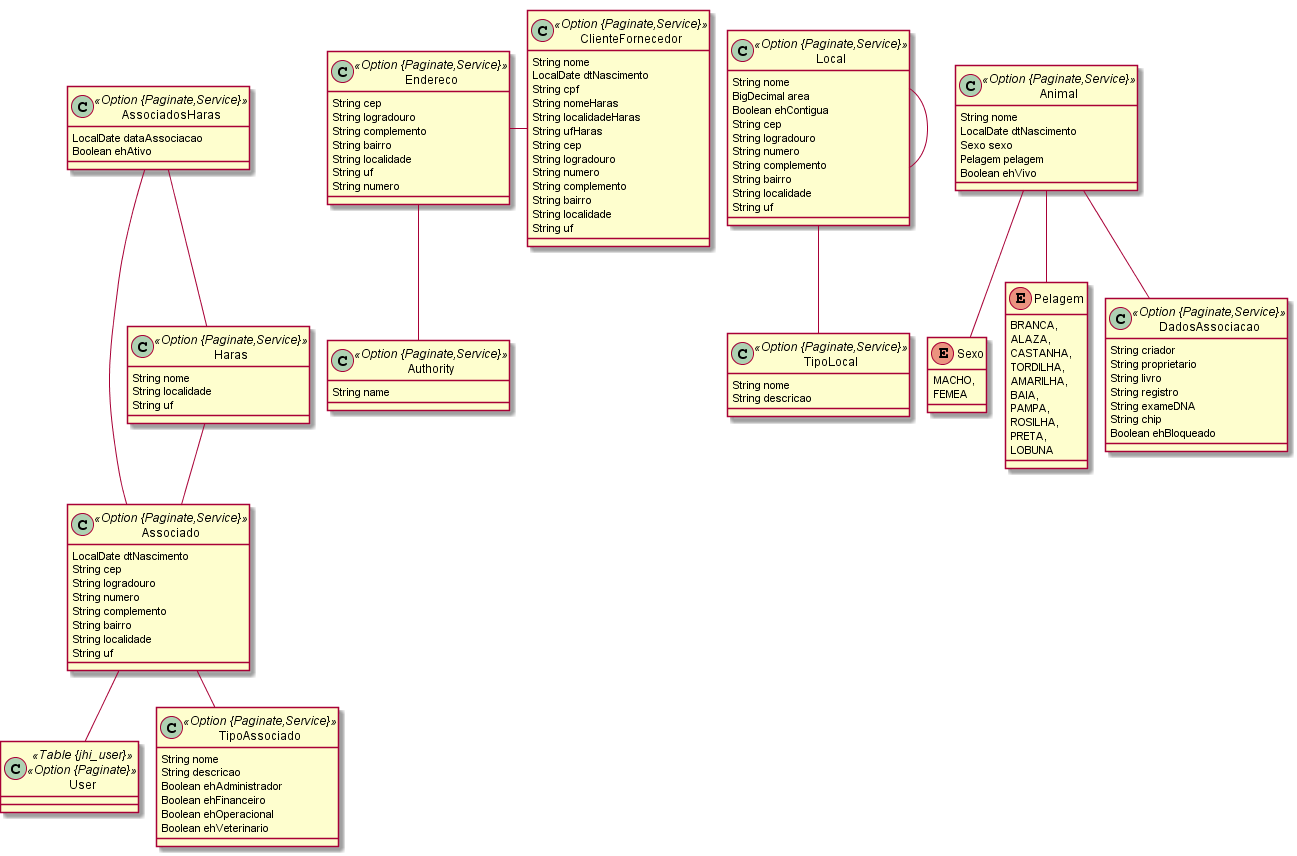 C «Option {Paginate,Service}»
AssociadosHaras
LocalDate dataAssociacao
Boolean ehAtivo
C «Option {Paginate,Service}»
Endereco
String cep
String logradouro
String complemento
String bairro
String localidade
String uf
String numero
C «Option {Paginate,Service}»
ClienteFornecedor
String nome
LocalDate dtNascimento
String cpf
String nomeHaras
String localidadeHaras
String ufHaras
String cep
String logradouro
String numero
String complemento
String bairro
String localidade
String uf
C «Option {Paginate,Service}»
Local
String nome
BigDecimal area
Boolean ehContigua
String cep
String logradouro
String numero
String complemento
String bairro
String localidade
String uf
C «Option {Paginate,Service}»
Animal
String nome
LocalDate dtNascimento
Sexo sexo
Pelagem pelagem
Boolean ehVivo
C «Option {Paginate,Service}»
Haras
String nome
String localidade
String uf
C «Option {Paginate,Service}»
Authority
String name
C «Option {Paginate,Service}»
TipoLocal
String nome
String descricao
E Sexo
MACHO,
FEMEA
E Pelagem
BRANCA,
ALAZA,
CASTANHA,
TORDILHA,
AMARILHA,
BAIA,
PAMPA,
ROSILHA,
PRETA,
LOBUNA
C «Option {Paginate,Service}»
DadosAssociacao
String criador
String proprietario
String livro
String registro
String exameDNA
String chip
Boolean ehBloqueado
C «Option {Paginate,Service}»
Associado
LocalDate dtNascimento
String cep
String logradouro
String numero
String complemento
String bairro
String localidade
String uf
«Table {jhi_user}»
C «Option {Paginate}»
User
C «Option {Paginate,Service}»
TipoAssociado
String nome
String descricao
Boolean ehAdministrador
Boolean ehFinanceiro
Boolean ehOperacional
Boolean ehVeterinario